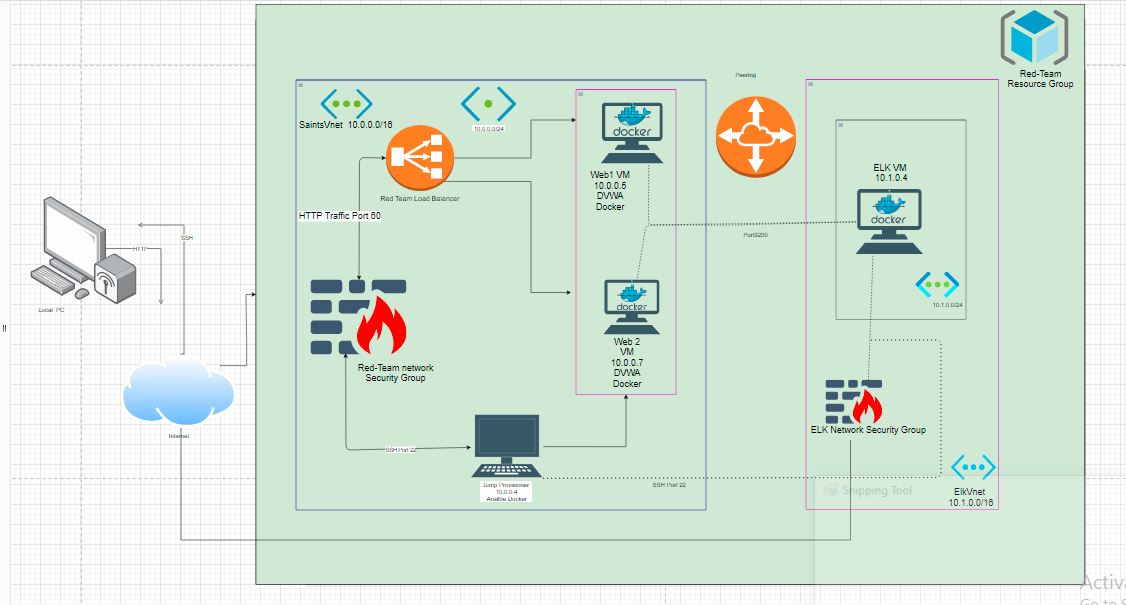 Red-Team
Resource Group
Peering
SaintsVnet 10.0.0.0/16
10.0.0.0/24
docker
Web1 VM
10.0.0.5
DVWA
Docker
Red Team Load Balancer
HTTP Traffic Port 60
ELK VM
10.1.0.4
docker
Port9200
SSH
HTTP
Local PC
10.1.0.0/24
docker
Web 2
VM
10.0.0.7
DVWA
Docker
Red-Team network
Security Group
Internet
ELK Network Security Group
SSH Port 22
Jump Provisioner
10.0.0.4
Ansible Docker
SSH Port 22
ElkVnet
10.1.0.0/16
Snipping Tool
Activa
Go to S